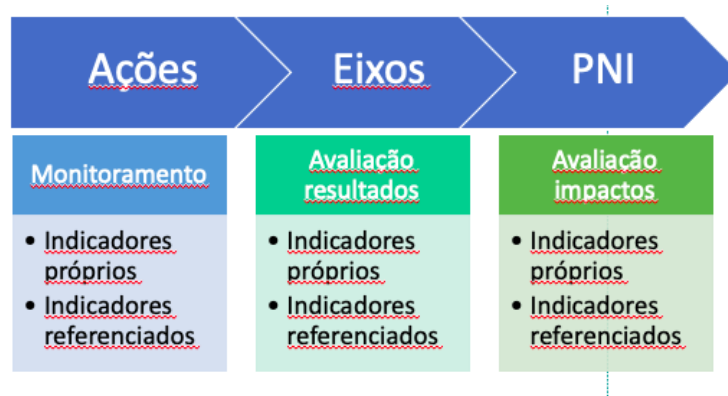 Ações
Eixos
PNI
Monitoramento
• Indicadores
próprios
• Indicadores
referenciados
Avaliação
resultados
• Indicadores
próprios
• Indicadores
referenciados
Avaliação
impactos
• Indicadores
próprios
• Indicadores
referenciados